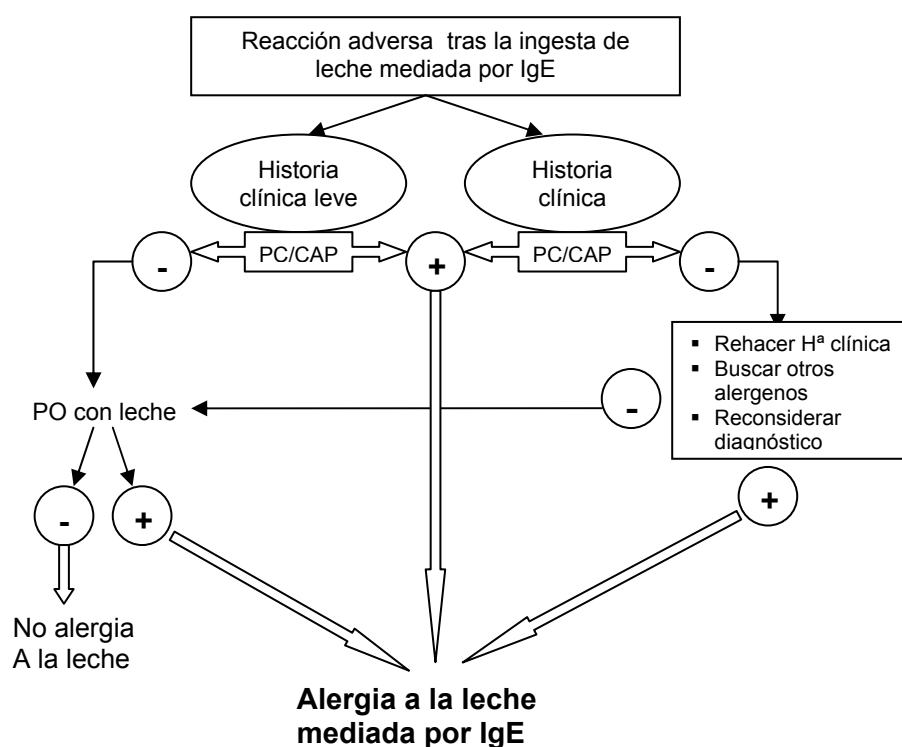 Reacción adversa tras la ingesta de
leche mediada por IgE
Historia
clínica leve
Historia
clínica
-
PC/CAP
+
PC/CAP
-
▪ Rehacer Hª clínica
▪ Buscar otros
alergenos
▪ Reconsiderar
diagnóstico
-
PO con leche
+
-
+
No alergia
A la leche
Alergia a la leche
mediada por IgE